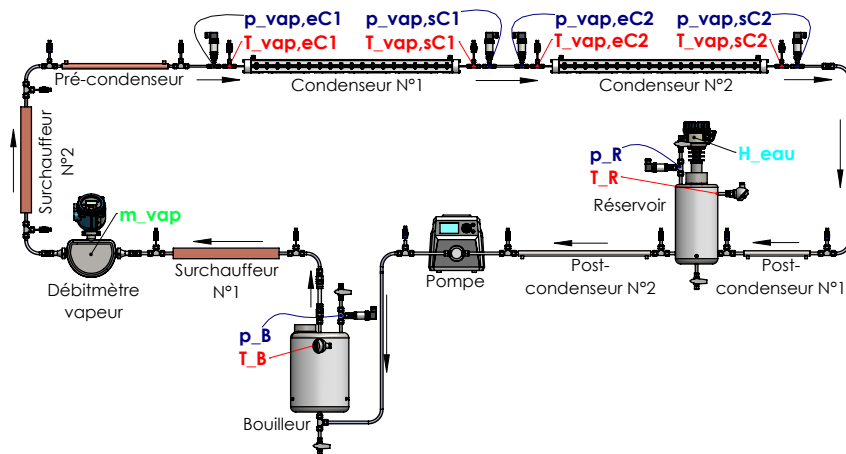 p_vap,eC1
T_vap,eC1
p_vap,sC1
T_vap,sC1
p_vap,eC2
T_vap,eC2
p_vap,sC2
T_vap,sC2
Pré-condenseur
Condenseur N°1
Condenseur N°2
Surchauffeur
N°2
m_vap
Débitmètre
vapeur
Surchauffeur
N°1
p_B
T_B
Bouilleur
Pompe
Post-
condenseur N°2
p_R
T_R
H_eau
Réservoir
Post-
condenseur N°1